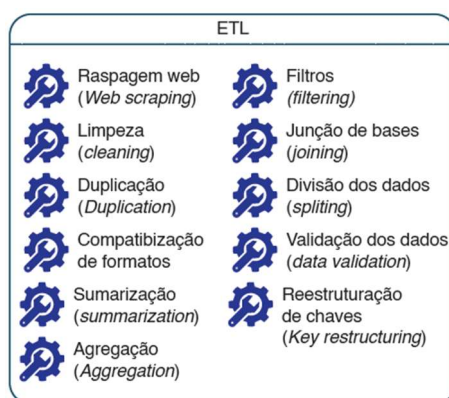 ETL
Raspagem web
(Web scraping)
Limpeza
(cleaning)
Duplicação
(Duplication)
Compatibização
de formatos
Sumarização
(summarization)
Agregação
(Aggregation)
Filtros
(filtering)
Junção de bases
(joining)
Divisão dos dados
(spliting)
Validação dos dados
(data validation)
Reestruturação
de chaves
(Key restructuring)